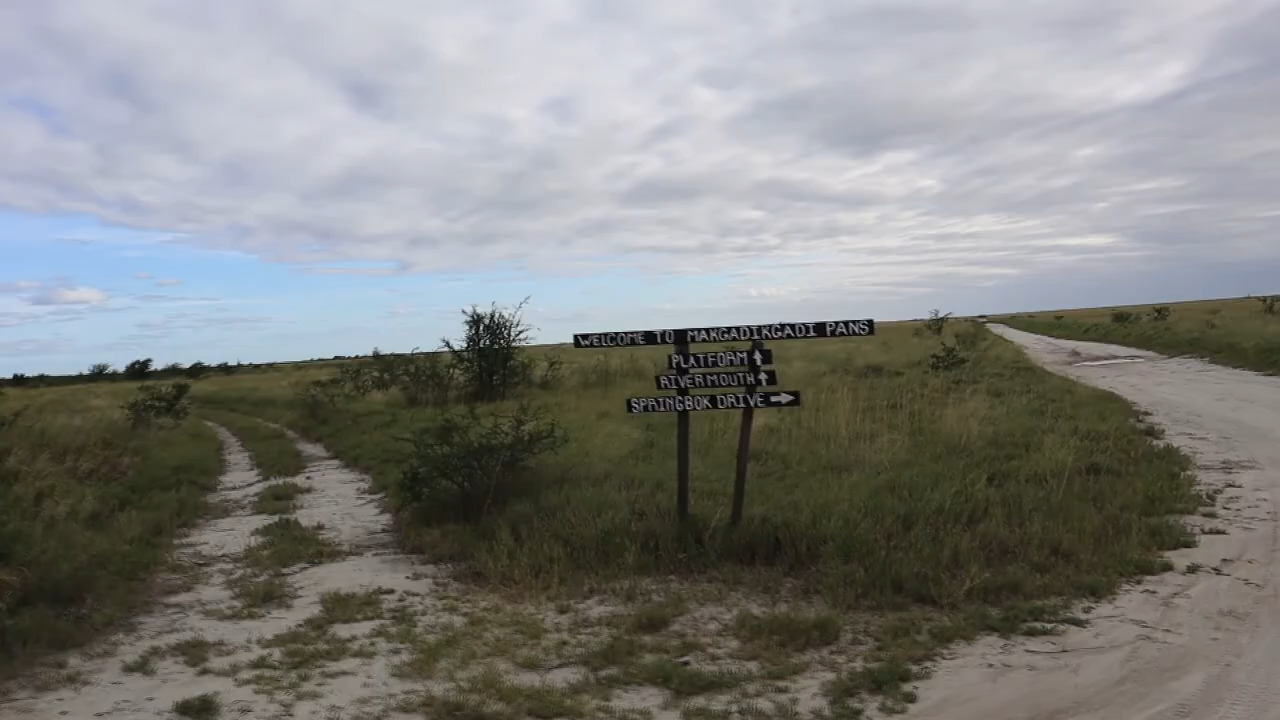 WELCOME TO MAKGADIKGADI PANS
PLATFORM ↑
RIVER MOUTH ↑
SPRINGBOK DRIVE →